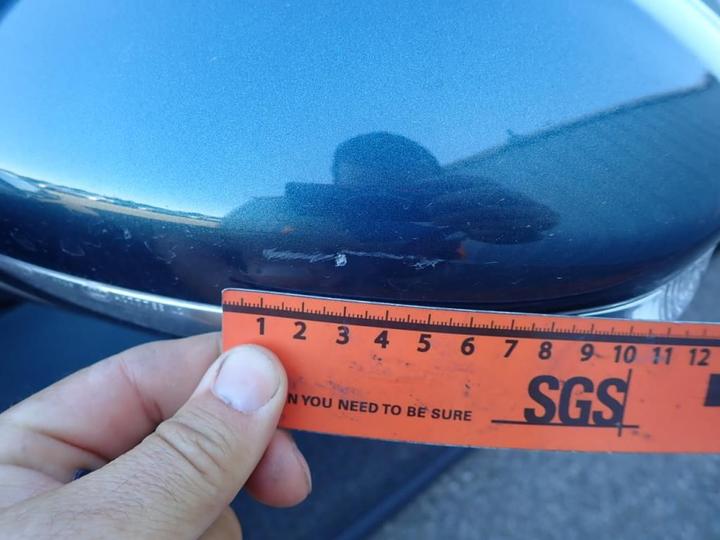 1 2 3 4 5 6 7 8 9 10 11 12
YOU NEED TO BE SURE
SGS